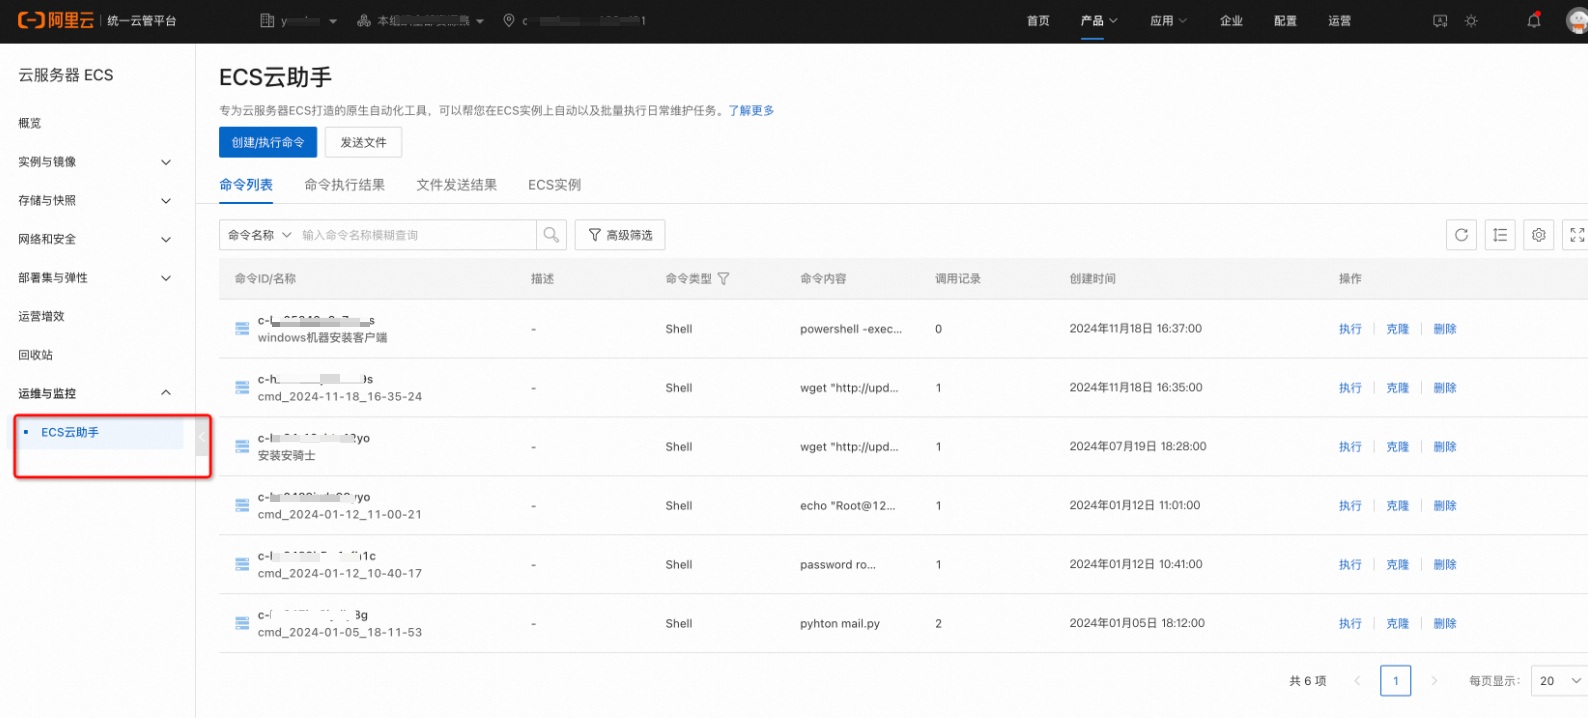 阿里云 统一云管平台
首页 产品 应用 企业 配置 运营
云服务器 ECS
概览
实例与镜像
存储与快照
网络和安全
部署集与弹性
运营增效
回收站
运维与监控
ECS云助手
ECS云助手
专为云服务器ECS打造的原生自动化工具，可以帮您在ECS实例上自动以及批量执行日常维护任务。了解更多
创建/执行命令 发送文件
命令列表 命令执行结果 文件发送结果 ECS实例
命令名称 输入命令名称模糊查询 高级筛选
命令ID/名称 描述 命令类型 命令内容 调用记录 创建时间 操作
windows机器安装客户端 - Shell powershell -exec... 0 2024年11月18日 16:37:00 执行 克隆 删除
cmd_2024-11-18_16-35-24 - Shell wget "http://upd... 1 2024年11月18日 16:35:00 执行 克隆 删除
安装安骑士 - Shell wget "http://upd... 1 2024年07月19日 18:28:00 执行 克隆 删除
cmd_2024-01-12_11-00-21 - Shell echo "Root@12... 1 2024年01月12日 11:01:00 执行 克隆 删除
cmd_2024-01-12_10-40-17 - Shell password ro... 1 2024年01月12日 10:41:00 执行 克隆 删除
cmd_2024-01-05_18-11-53 - Shell pyhton mail.py 2 2024年01月05日 18:12:00 执行 克隆 删除
共 6 项 1 每页显示: 20